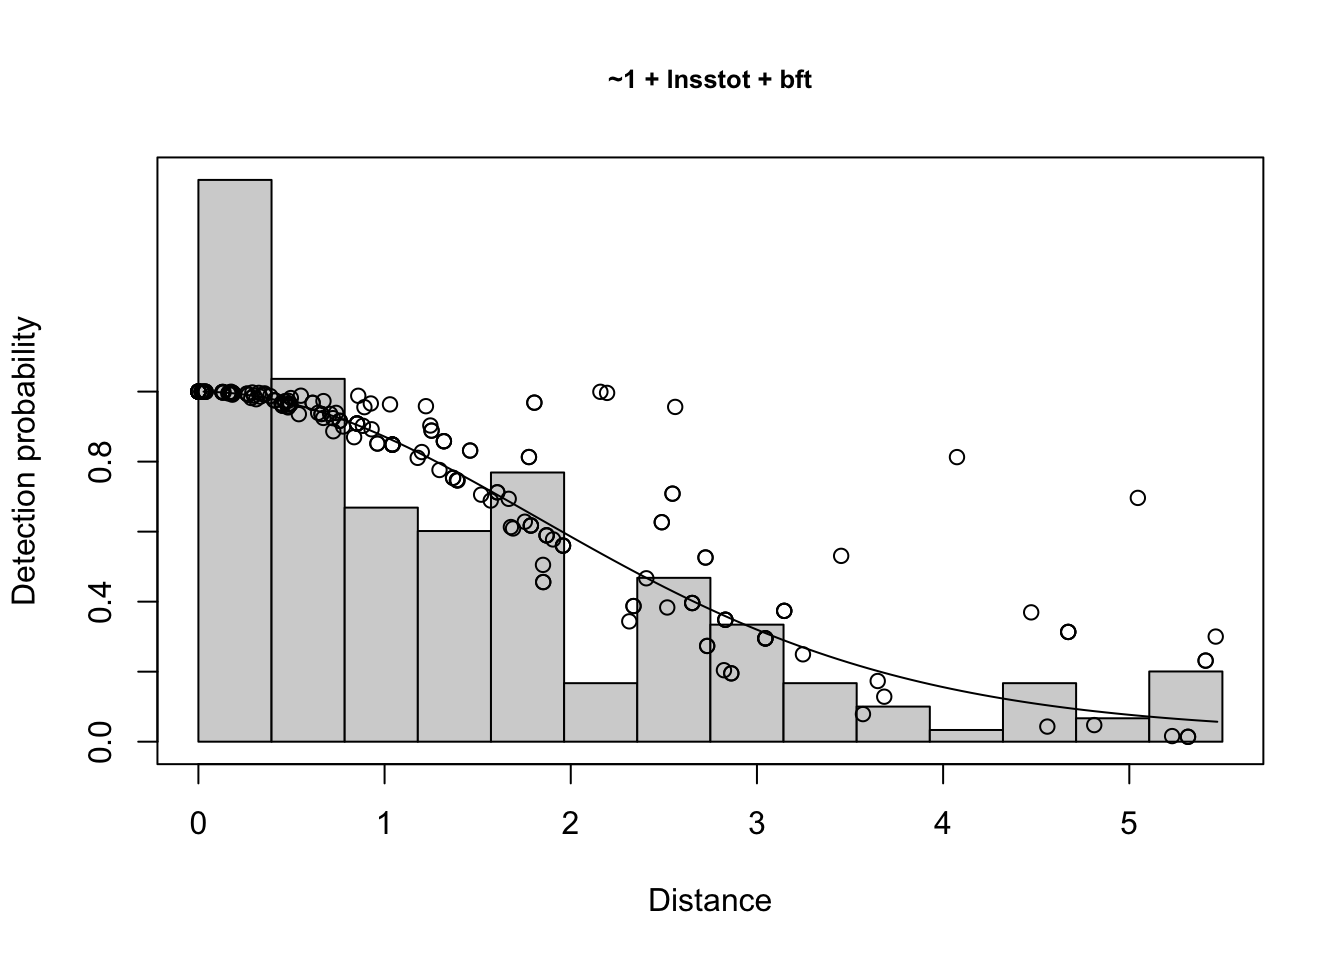 ~1 + lnsstot + bft
Detection probability
0.8
0.4
0.0
0 1 2 3 4 5
Distance